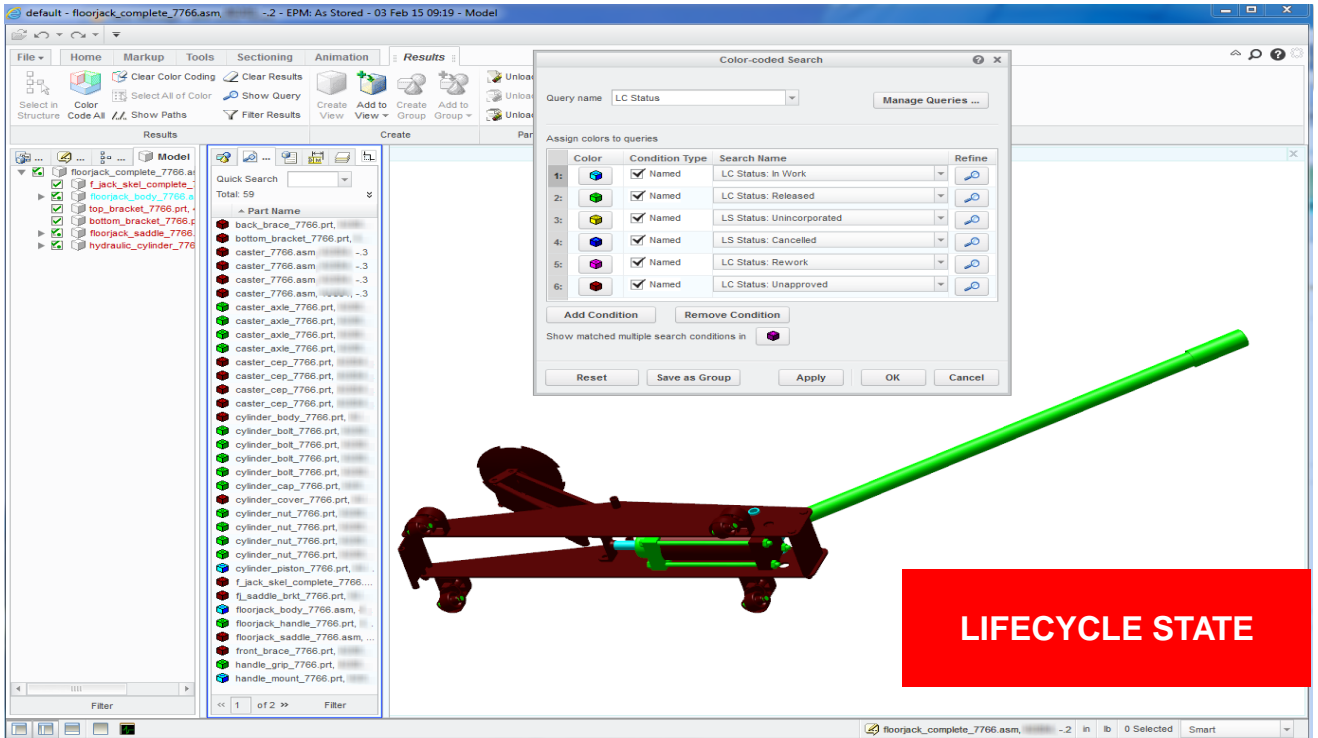 default - floorjack_complete_7766.asm, -.2 - EPM: As Stored - 03 Feb 15 09:19 - Model
File Home Markup Tools Sectioning Animation Results
Clear Color Coding Clear Results
Select in Structure Color Code All Select All of Color Show Query
Show Paths Filter Results
Create View Add to View Create Group Add to Group
Results Create
Model
floorjack_complete_7766.a
f_jack_skel_complete_7
floorjack_body_7766.a
top_bracket_7766.prt,
bottom_bracket_7766.p
floorjack_saddle_7766.
hydraulic_cylinder_776
Filter
Quick Search
Total: 59
Part Name
back_brace_7766.prt,
bottom_bracket_7766.prt,
caster_7766.asm -.3
caster_7766.asm -.3
caster_7766.asm -.3
caster_7766.asm, -.3
caster_axle_7766.prt,
caster_axle_7766.prt,
caster_axle_7766.prt,
caster_axle_7766.prt,
caster_cep_7766.prt,
caster_cep_7766.prt,
caster_cep_7766.prt,
caster_cep_7766.prt,
cylinder_body_7766.prt,
cylinder_bolt_7766.prt,
cylinder_bolt_7766.prt,
cylinder_bolt_7766.prt,
cylinder_bolt_7766.prt,
cylinder_cap_7766.prt,
cylinder_cover_7766.prt,
cylinder_nut_7766.prt,
cylinder_nut_7766.prt,
cylinder_nut_7766.prt,
cylinder_nut_7766.prt,
cylinder_piston_7766.prt,
f_jack_skel_complete_7766....
fj_saddle_brkt_7766.prt,
floorjack_body_7766.asm,
floorjack_handle_7766.prt,
floorjack_saddle_7766.asm, ...
front_brace_7766.prt,
handle_grip_7766.prt,
handle_mount_7766.prt,
<< 1 of 2 >> Filter
Color-coded Search
Query name LC Status Manage Queries ...
Assign colors to queries
Color Condition Type Search Name Refine
1: Named LC Status: In Work
2: Named LC Status: Released
3: Named LS Status: Unincorporated
4: Named LS Status: Cancelled
5: Named LC Status: Rework
6: Named LC Status: Unapproved
Add Condition Remove Condition
Show matched multiple search conditions in
Reset Save as Group Apply OK Cancel
LIFECYCLE STATE
floorjack_complete_7766.asm, -.2 in lb 0 Selected Smart